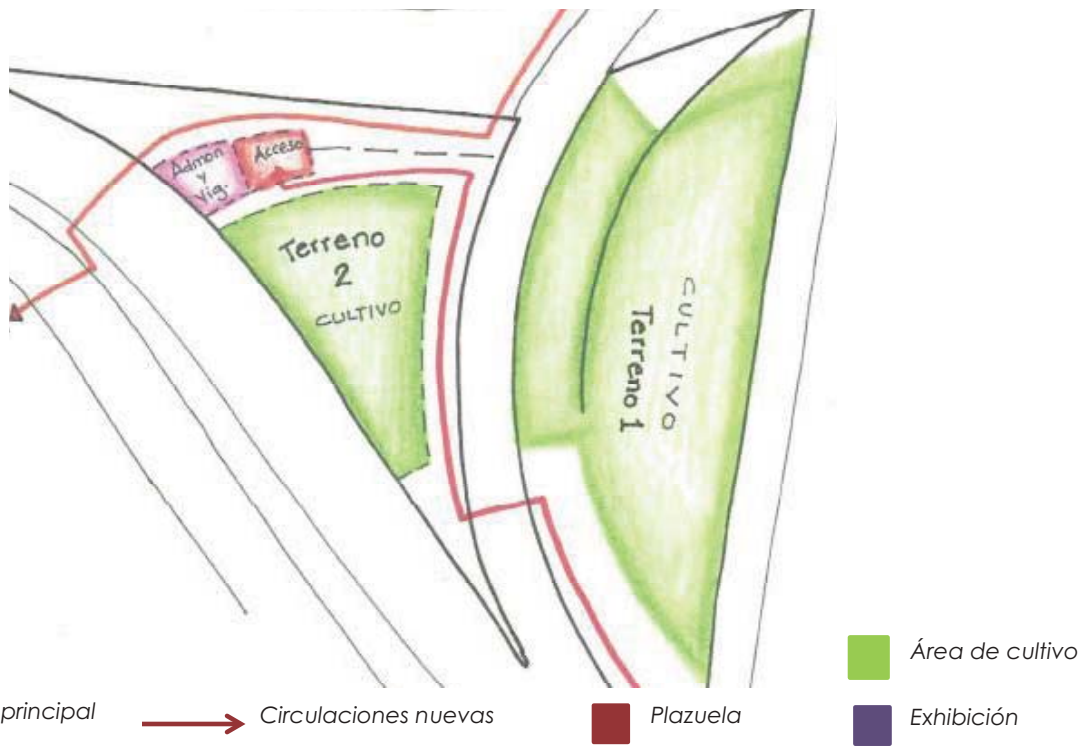 Admon
y
Vig.
Acceso
Terreno
2
CULTIVO
CULTIVO
Terreno 1
Área de cultivo
principal
Circulaciones nuevas
Plazuela
Exhibición